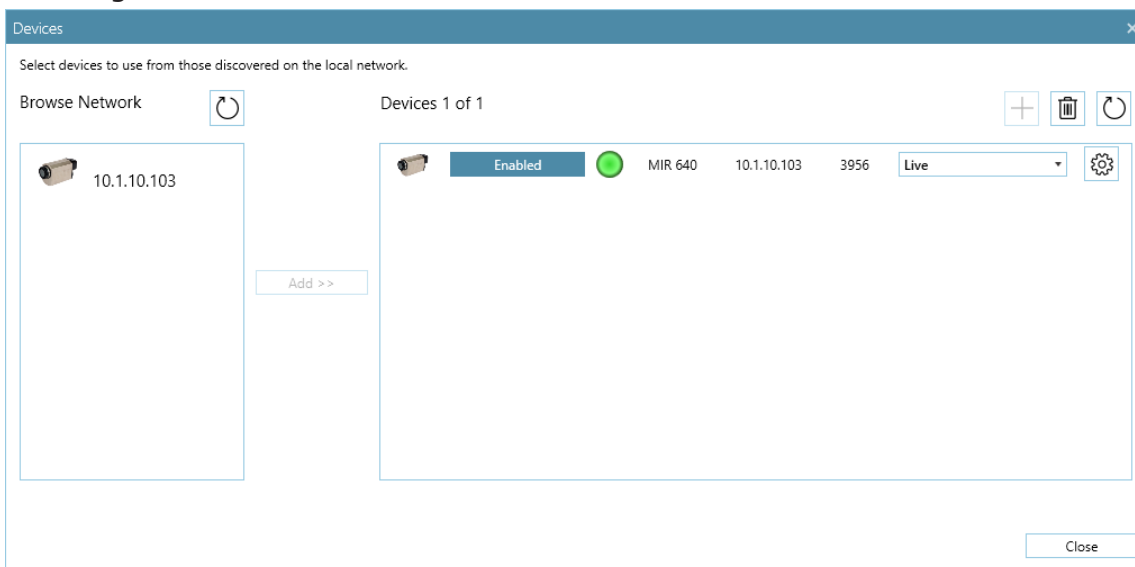 Devices
Select devices to use from those discovered on the local network.
Browse Network
Devices 1 of 1
10.1.10.103
Enabled MIR 640 10.1.10.103 3956 Live
Add >>
Close